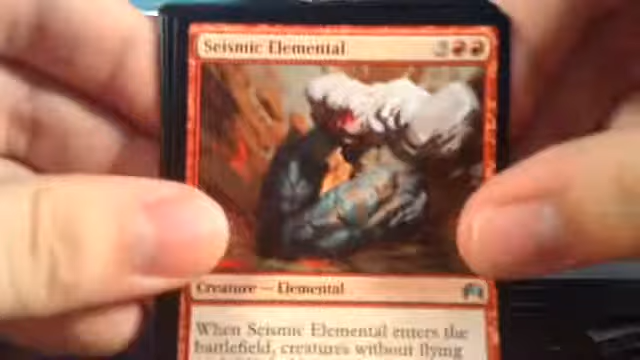 Seismic Elemental
Creature — Elemental
When Seismic Elemental enters the
battlefield, creatures without flying